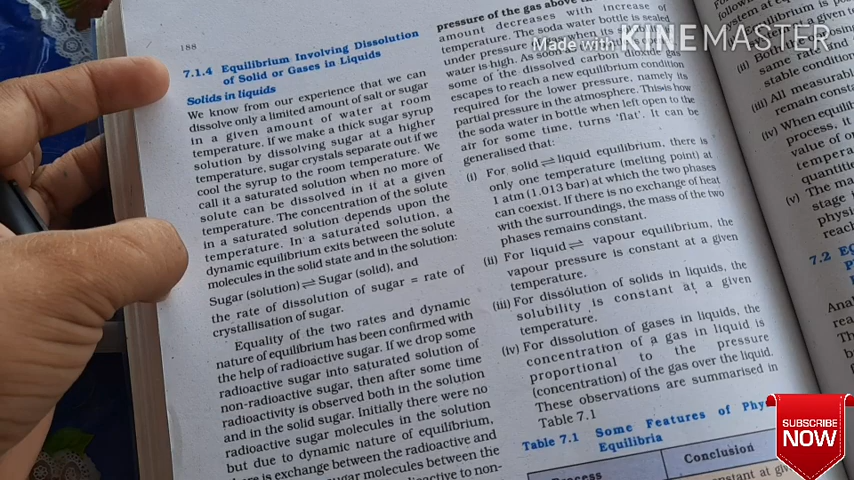 188
7.1.4 Equilibrium Involving Dissolution
of Solid or Gases in Liquids
Solids in liquids
We know from our experience that we can
dissolve only a limited amount of salt or sugar
in a given amount of water at room
temperature. If we make a thick sugar syrup
solution by dissolving sugar at a higher
temperature, sugar crystals separate out if we
cool the syrup to the room temperature. We
call it a saturated solution when no more of
solute can be dissolved in it at a given
temperature. The concentration of the solute
in a saturated solution depends upon the
temperature. In a saturated solution, a
dynamic equilibrium exits between the solute
molecules in the solid state and in the solution:
Sugar (solution) ⇌ Sugar (solid), and
the rate of dissolution of sugar = rate of
crystallisation of sugar.
Equality of the two rates and dynamic
nature of equilibrium has been confirmed with
the help of radioactive sugar. If we drop some
radioactive sugar into saturated solution of
non-radioactive sugar, then after some time
radioactivity is observed both in the solution
and in the solid sugar. Initially there were no
radioactive sugar molecules in the solution
but due to dynamic nature of equilibrium,
is exchange between the radioactive and
sugar molecules between the
to non-
pressure of the gas above
amount decreases with increase of
temperature. The soda water bottle is sealed
under pressure
water is high. As soon
some of the dissolved carbon
escapes to reach a new equilibrium condition
required for the lower pressure, namely its
partial pressure in the atmosphere. This is how
the soda water in bottle when left open to the
air for some time, turns 'flat'. It can be
generalised that:
(i) For solid ⇌ liquid equilibrium, there is
only one temperature (melting point) at
1 atm (1.013 bar) at which the two phases
can coexist. If there is no exchange of heat
with the surroundings, the mass of the two
phases remains constant.
(ii) For liquid ⇌ vapour equilibrium, the
vapour pressure is constant at a given
temperature.
(iii) For dissolution of solids in liquids, the
solubility is constant at a given
temperature.
(iv) For dissolution of gases in liquids, the
concentration of a gas in liquid is
proportional to the pressure
(concentration) of the gas over the liquid.
These observations are summarised in
Table 7.1
Table 7.1 Some Features of
Equilibria
Process Conclusion
Made with KINEMASTER
(ii)
same rate
stable condition
(iii) All measurable
remain
(iv) When
process, it
value of
(v)
stage
7.2
SUBSCRIBE
NOW